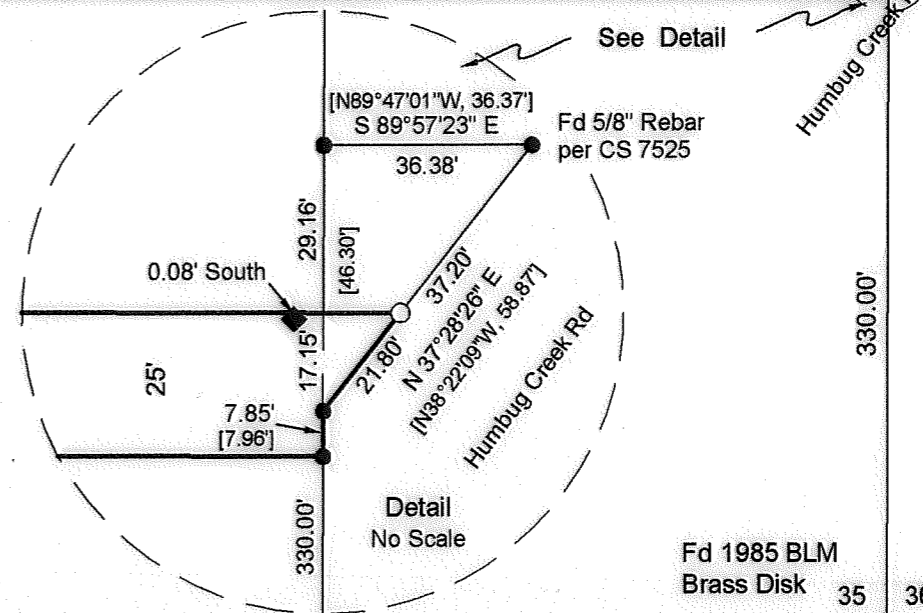 See Detail
Humbug Creek
[N89°47'01"W, 36.37']
S 89°57'23" E
36.38'
Fd 5/8" Rebar
per CS 7525
29.16'
[46.30']
0.08' South
37.20'
N 37°28'26" E
[N38°22'09"W, 58.87']
21.80'
17.15'
25'
7.85'
[7.96']
Humbug Creek Rd
330.00'
330.00'
Detail
No Scale
Fd 1985 BLM
Brass Disk
35